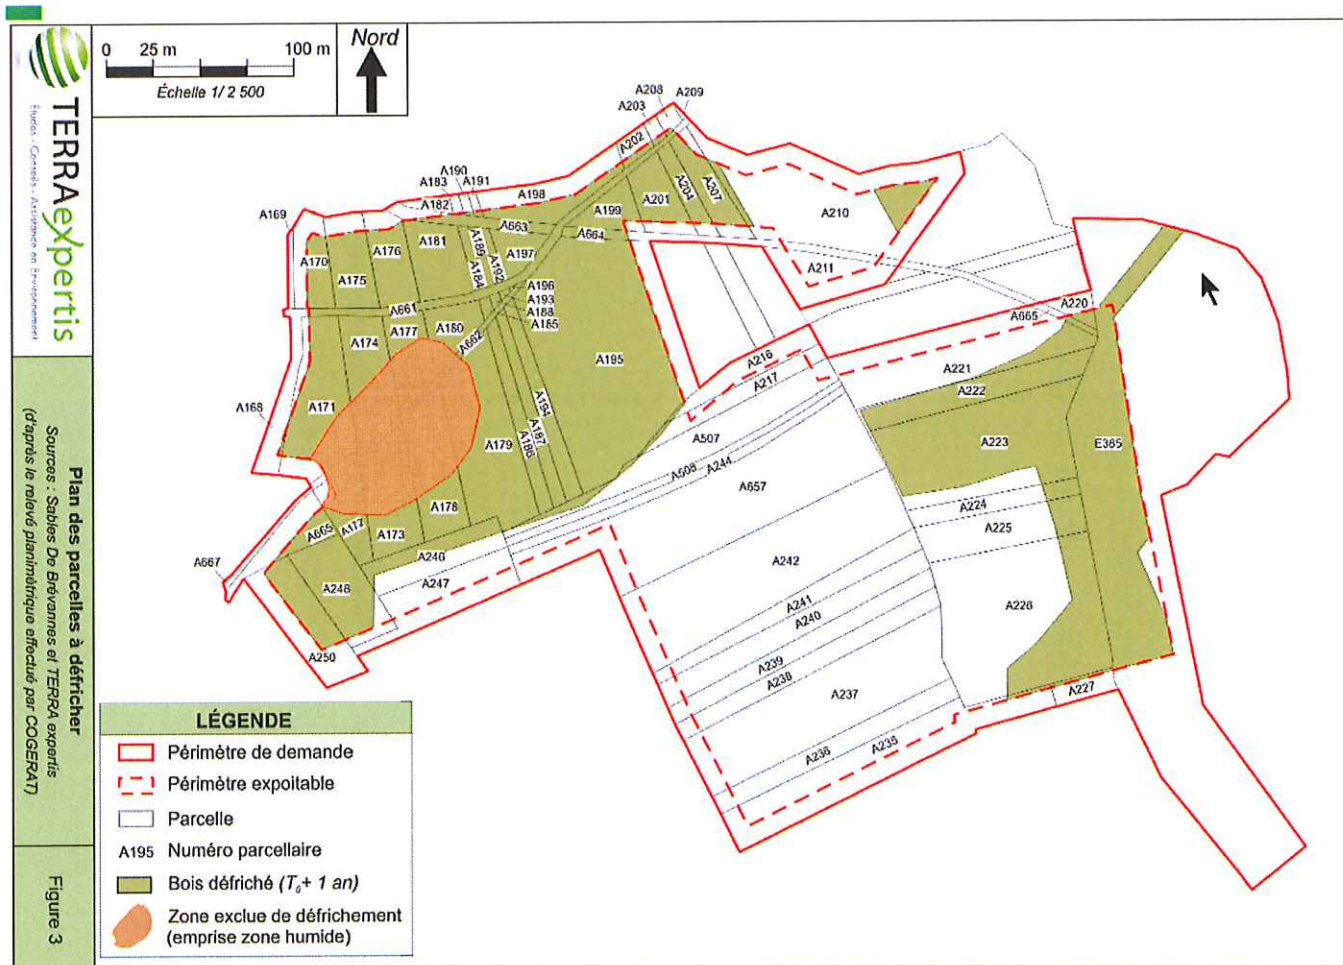 0 25 m 100 m
Échelle 1/ 2 500
Nord
TERRAexpertis
Études - Conseils - Assistance en Environnement
Plan des parcelles à défricher
Sources : Sables De Brévannes et TERRA expertis
(d'après le relevé planimétrique effectué par COGERAT)
Figure 3
A208
A209
A203
A202
A190
A183
A191
A182
A198
A169
A170
A176
A181
A663
A199
A201
A204
A207
A210
A664
A175
A189
A184
A192
A197
A211
A196
A193
A188
A185
A661
A177
A180
A662
A174
A195
A220
A665
A216
A217
A221
A222
A168
A171
A194
A187
A186
A179
A507
A508
A244
A657
A223
E385
A178
A665
A172
A173
A246
A247
A224
A225
A667
A248
A242
A226
A241
A240
A239
A238
A250
A237
A227
A236
A235
LÉGENDE
Périmètre de demande
Périmètre expoitable
Parcelle
A195 Numéro parcellaire
Bois défriché (T₀+ 1 an)
Zone exclue de défrichement
(emprise zone humide)